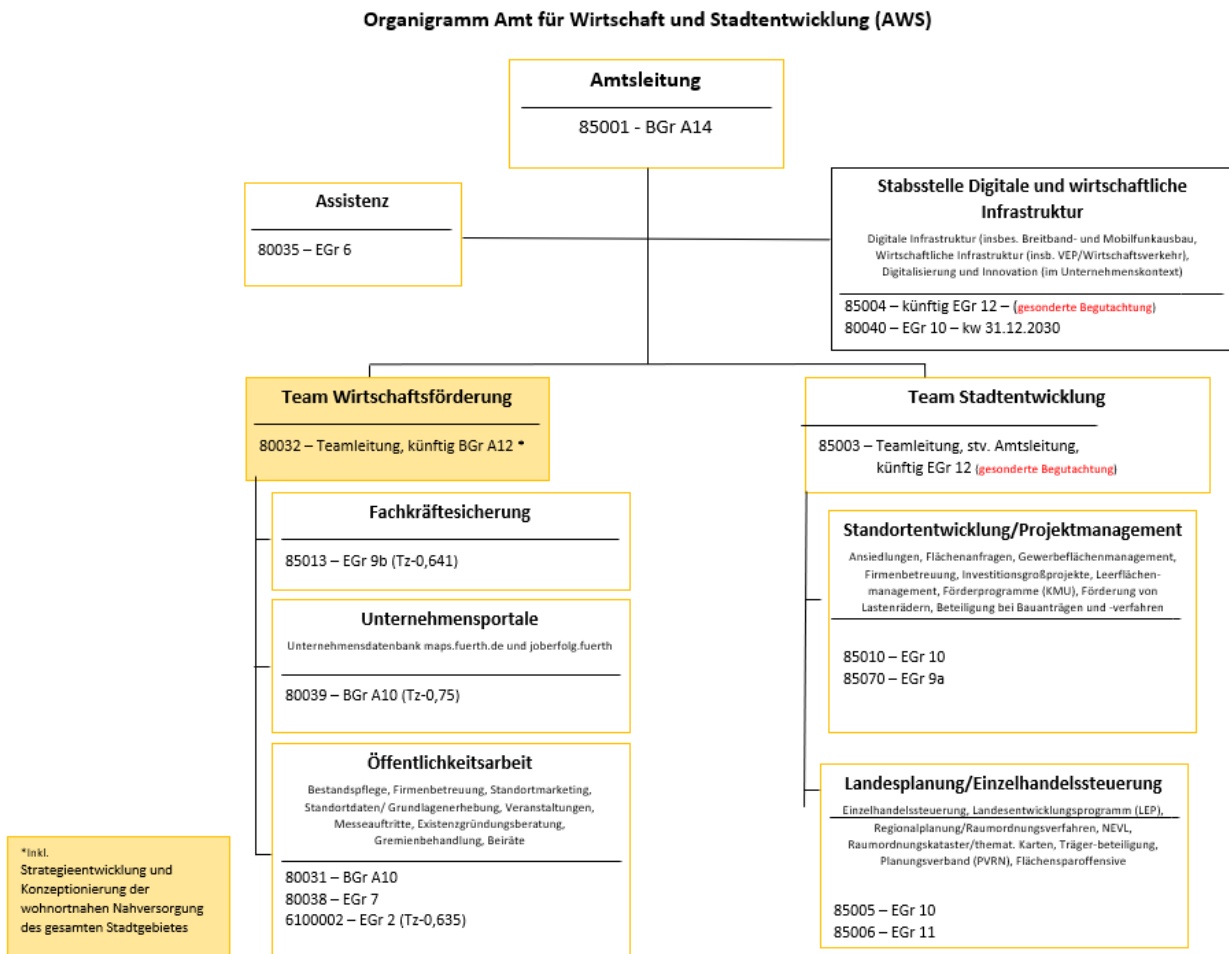 Organigramm Amt für Wirtschaft und Stadtentwicklung (AWS)
Amtsleitung
85001 - BGr A14
Assistenz
80035 – EGr 6
Stabsstelle Digitale und wirtschaftliche
Infrastruktur
Digitale Infrastruktur (insbes. Breitband- und Mobilfunkausbau,
Wirtschaftliche Infrastruktur (insb. VEP/Wirtschaftsverkehr),
Digitalisierung und Innovation (im Unternehmenskontext)
85004 – künftig EGr 12 – (gesonderte Begutachtung)
80040 – EGr 10 – kw 31.12.2030
Team Wirtschaftsförderung
80032 – Teamleitung, künftig BGr A12 *
Fachkräftesicherung
85013 – EGr 9b (Tz-0,641)
Unternehmensportale
Unternehmensdatenbank maps.fuerth.de und joberfolg.fuerth
80039 – BGr A10 (Tz-0,75)
Öffentlichkeitsarbeit
Bestandspflege, Firmenbetreuung, Standortmarketing,
Standortdaten/ Grundlagenerhebung, Veranstaltungen,
Messeauftritte, Existenzgründungsberatung,
Gremienbehandlung, Beiräte
80031 – BGr A10
80038 – EGr 7
6100002 – EGr 2 (Tz-0,635)
*Inkl.
Strategieentwicklung und
Konzeptionierung der
wohnortnahen Nahversorgung
des gesamten Stadtgebietes
Team Stadtentwicklung
85003 – Teamleitung, stv. Amtsleitung,
künftig EGr 12 (gesonderte Begutachtung)
Standortentwicklung/Projektmanagement
Ansiedlungen, Flächenanfragen, Gewerbeflächenmanagement,
Firmenbetreuung, Investitionsgroßprojekte, Leerflächen-
management, Förderprogramme (KMU), Förderung von
Lastenrädern, Beteiligung bei Bauanträgen und -verfahren
85010 – EGr 10
85070 – EGr 9a
Landesplanung/Einzelhandelssteuerung
Einzelhandelssteuerung, Landesentwicklungsprogramm (LEP),
Regionalplanung/Raumordnungsverfahren, NEVL,
Raumordnungskataster/themat. Karten, Träger-beteiligung,
Planungsverband (PVRN), Flächensparoffensive
85005 – EGr 10
85006 – EGr 11